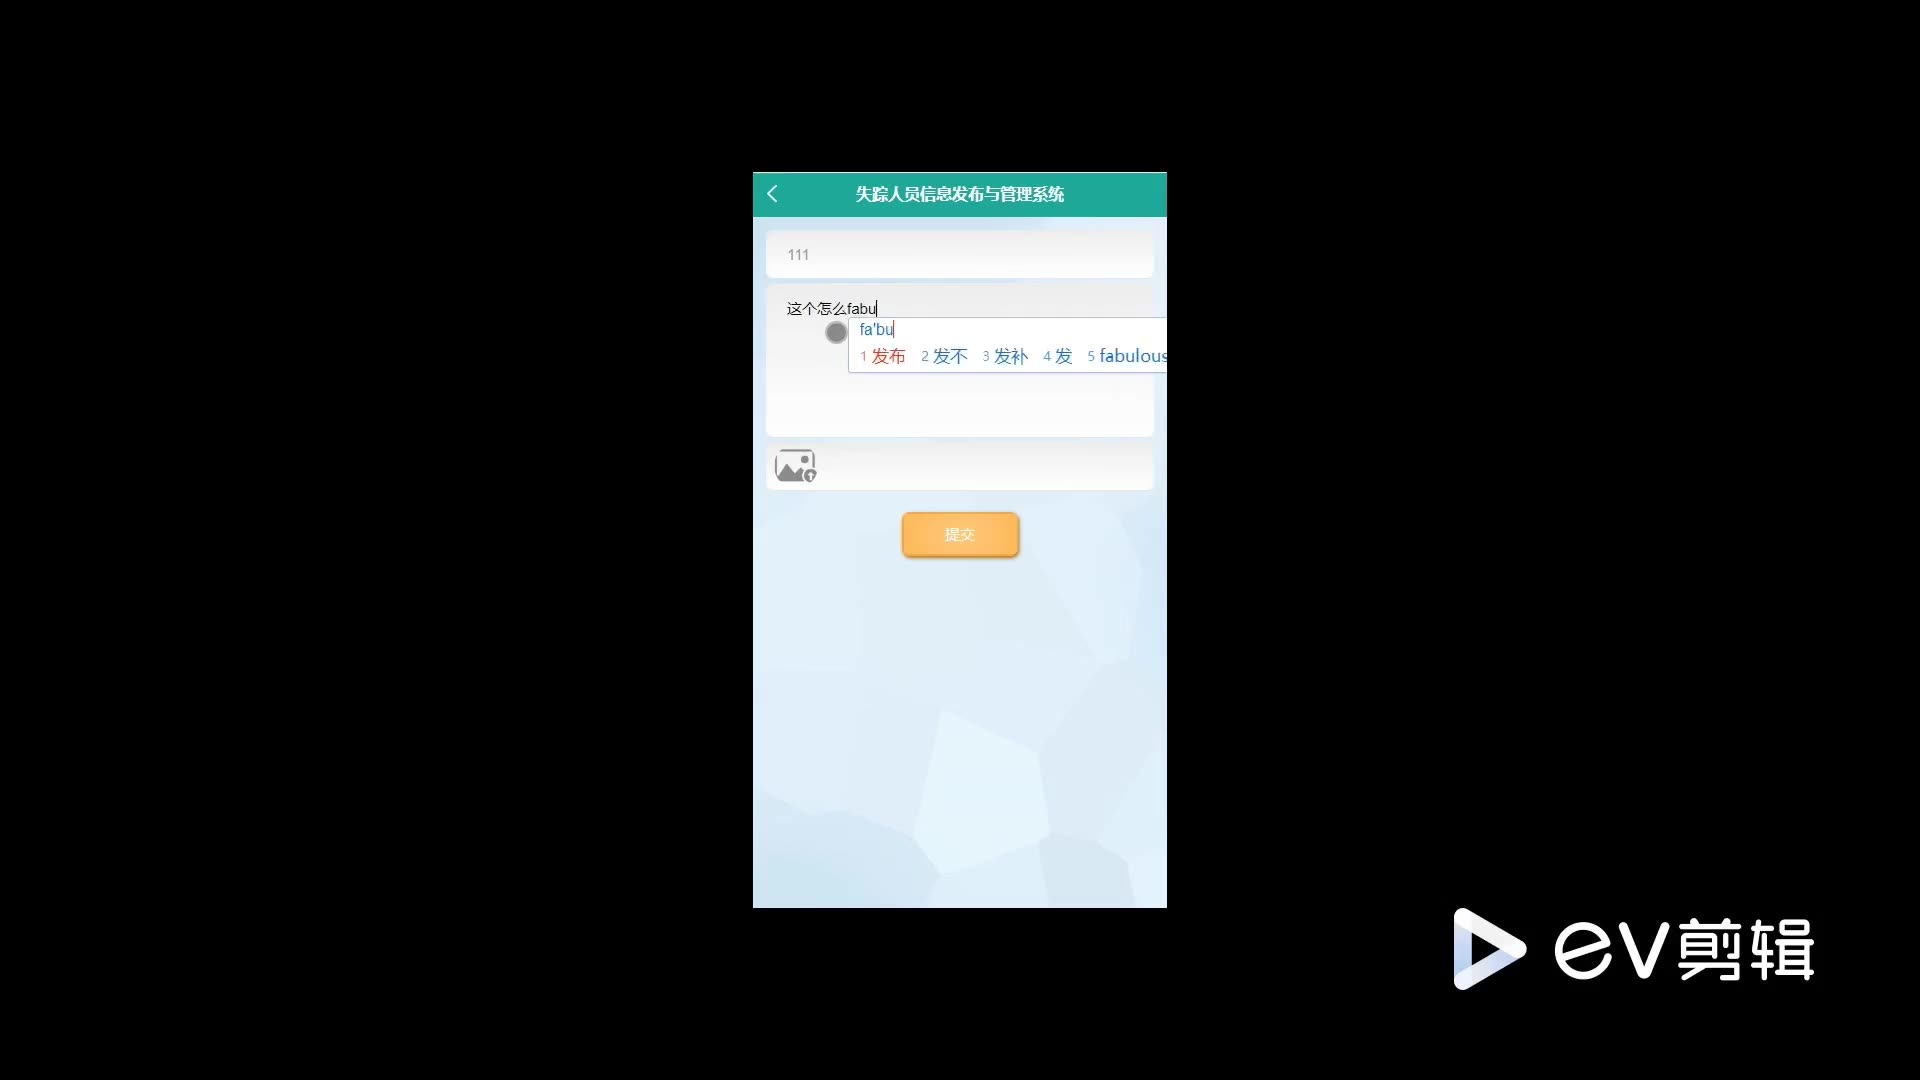 失踪人员信息发布与管理系统
111
这个怎么fabu
fa'bu
1 发布 2 发不 3 发补 4 发 5 fabulous
提交
ev剪辑